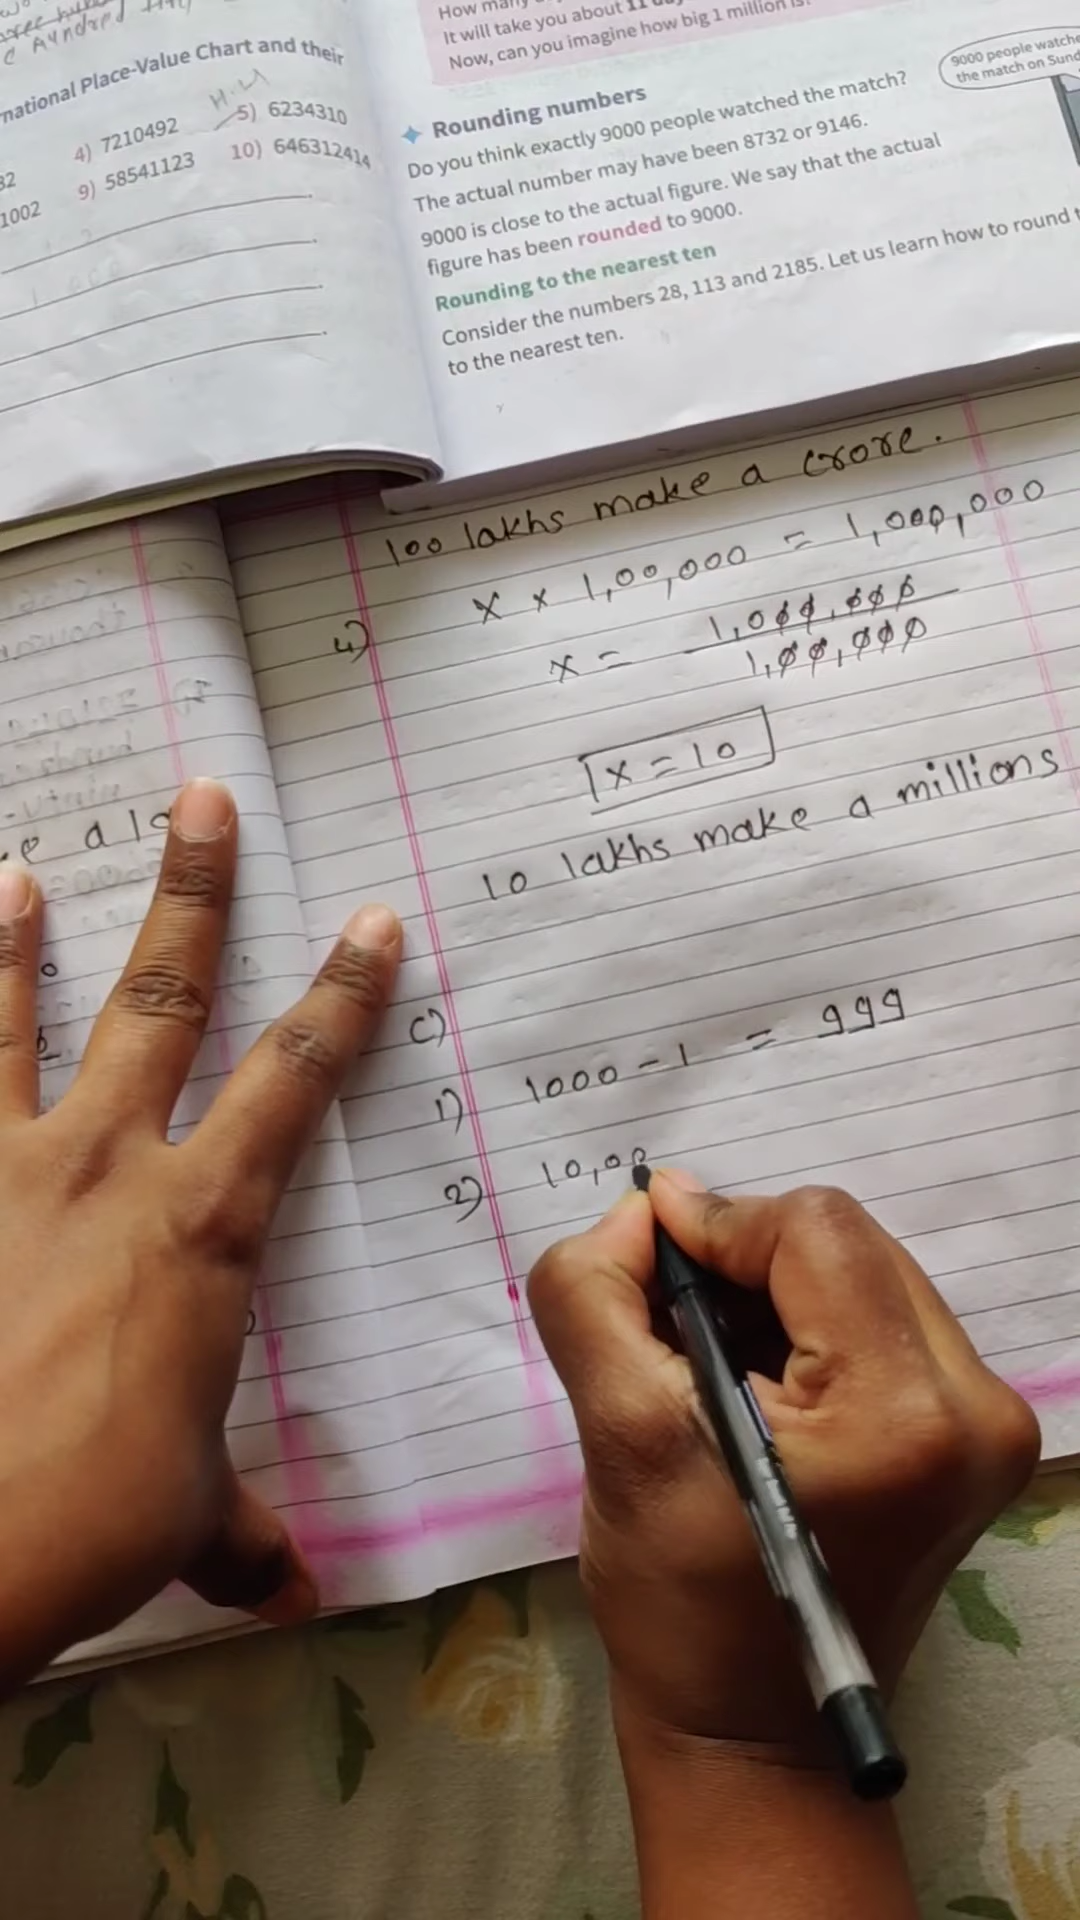 national Place-Value Chart and their
H.W
4) 7210492
5) 6234310
32
9) 58541123
10) 646312414
1002
How many
It will take you about 11
Now, can you imagine how big 1 million is?
Rounding numbers
Do you think exactly 9000 people watched the match?
The actual number may have been 8732 or 9146.
9000 is close to the actual figure. We say that the actual
figure has been rounded to 9000.
Rounding to the nearest ten
Consider the numbers 28, 113 and 2185. Let us learn how to round
to the nearest ten.
9000 people watche
the match on Sund
100 lakhs make a crore.
4) x × 1,00,000 = 1,000,000
x = 1,000,000
1,00,000
x = 10
10 lakhs make a millions
c)
1) 1000 - 1 = 999
2) 10,00